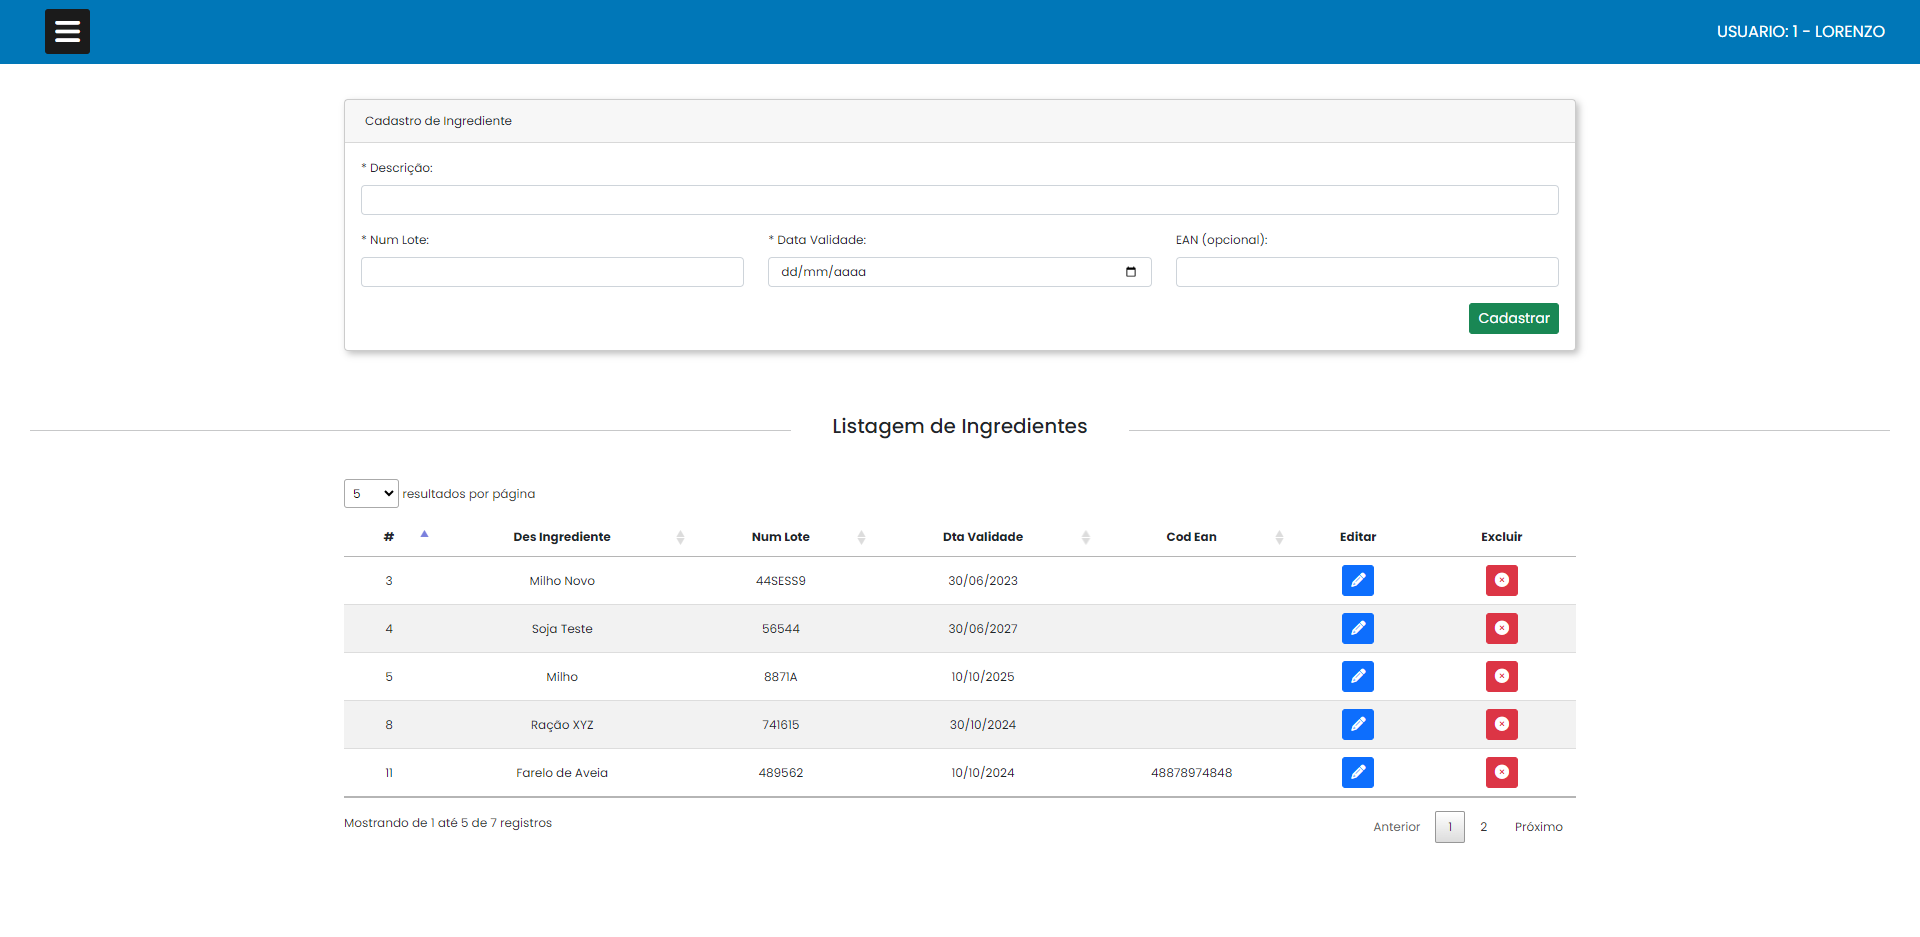 USUARIO: 1 - LORENZO
Cadastro de Ingrediente
* Descrição:
* Num Lote: * Data Validade: EAN (opcional):
dd/mm/aaaa
Cadastrar
Listagem de Ingredientes
5 resultados por página
# Des Ingrediente Num Lote Dta Validade Cod Ean Editar Excluir
3 Milho Novo 44SESS9 30/06/2023
4 Soja Teste 56544 30/06/2027
5 Milho 8871A 10/10/2025
8 Ração XYZ 741615 30/10/2024
11 Farelo de Aveia 489562 10/10/2024 48878974848
Mostrando de 1 até 5 de 7 registros Anterior 1 2 Próximo